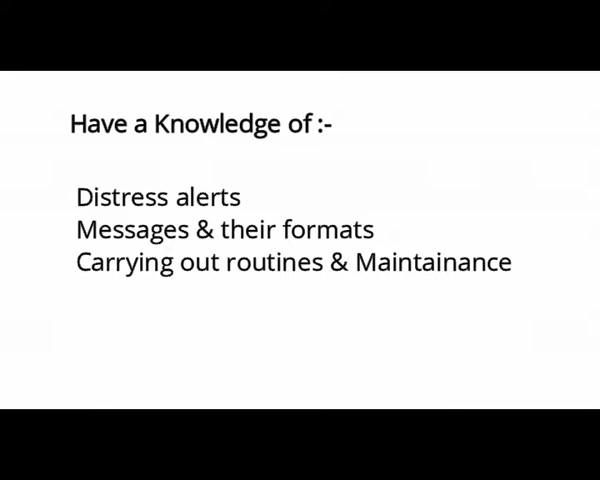 Have a Knowledge of :-
Distress alerts
Messages & their formats
Carrying out routines & Maintainance